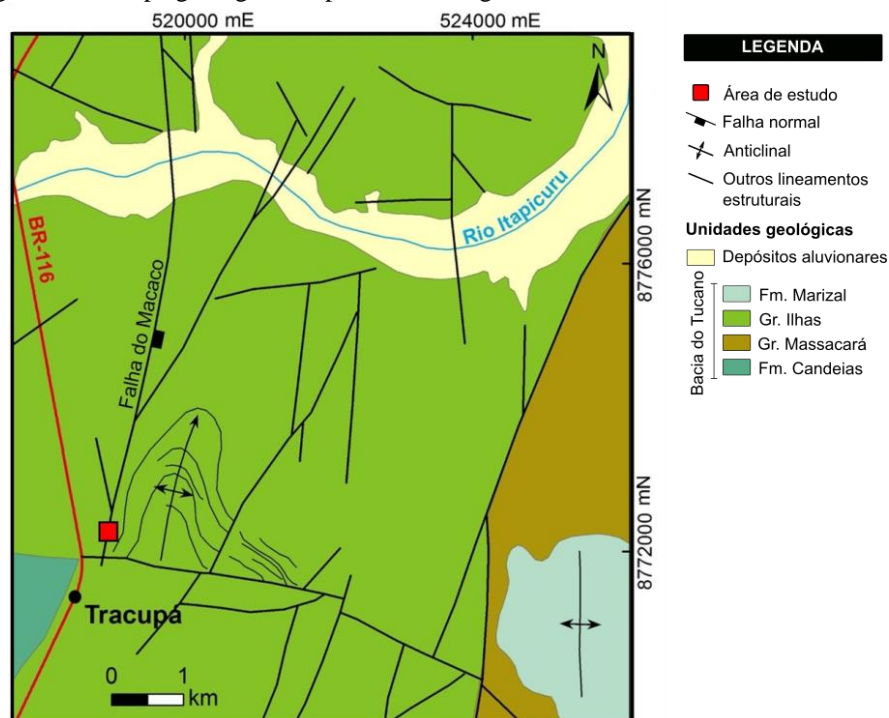 520000 mE
524000 mE
N
Rio Itapicuru
BR-116
8776000 mN
Falha do Macaco
8772000 mN
Tracupá
0 1
km
LEGENDA
Área de estudo
Falha normal
Anticlinal
Outros lineamentos
estruturais
Unidades geológicas
Depósitos aluvionares
Bacia do Tucano
Fm. Marizal
Gr. Ilhas
Gr. Massacará
Fm. Candeias